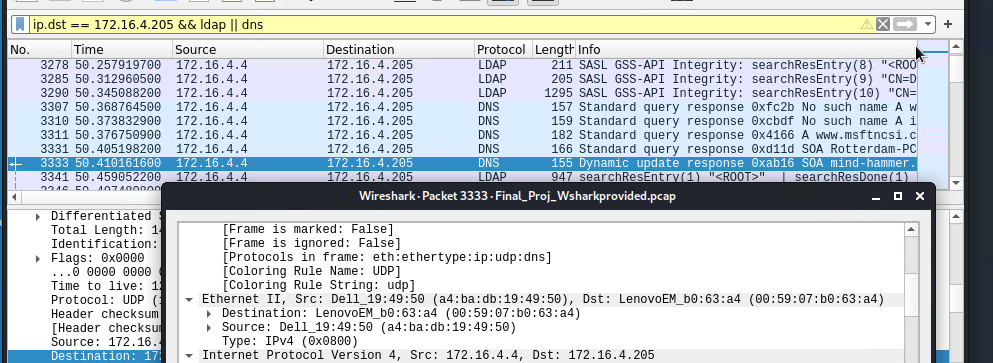 ip.dst == 172.16.4.205 && ldap || dns
No. Time Source Destination Protocol Length Info
3278 50.257919700 172.16.4.4 172.16.4.205 LDAP 211 SASL GSS-API Integrity: searchResEntry(8) "<ROO
3285 50.312960500 172.16.4.4 172.16.4.205 LDAP 205 SASL GSS-API Integrity: searchResEntry(9) "CN=D
3290 50.345088200 172.16.4.4 172.16.4.205 LDAP 1295 SASL GSS-API Integrity: searchResEntry(10) "CN=
3307 50.368764500 172.16.4.4 172.16.4.205 DNS 157 Standard query response 0xfc2b No such name A w
3310 50.373832900 172.16.4.4 172.16.4.205 DNS 159 Standard query response 0xcbdf No such name A i
3311 50.376750900 172.16.4.4 172.16.4.205 DNS 182 Standard query response 0x4166 A www.msftncsi.c
3331 50.405198200 172.16.4.4 172.16.4.205 DNS 166 Standard query response 0xd11d SOA Rotterdam-PC
3333 50.410161600 172.16.4.4 172.16.4.205 DNS 155 Dynamic update response 0xab16 SOA mind-hammer.
3341 50.459052200 172.16.4.4 172.16.4.205 LDAP 947 searchResEntry(1) "<ROOT>" | searchResDone(1)
Wireshark · Packet 3333 · Final_Proj_Wsharkprovided.pcap
Differentiated S
Total Length: 14
Identification:
Flags: 0x0000
...0 0000 0000 0
Time to live: 12
Protocol: UDP (1
Header checksum
[Header checksum
Source: 172.16.4
Destination: 172
[Frame is marked: False]
[Frame is ignored: False]
[Protocols in frame: eth:ethertype:ip:udp:dns]
[Coloring Rule Name: UDP]
[Coloring Rule String: udp]
Ethernet II, Src: Dell_19:49:50 (a4:ba:db:19:49:50), Dst: LenovoEM_b0:63:a4 (00:59:07:b0:63:a4)
Destination: LenovoEM_b0:63:a4 (00:59:07:b0:63:a4)
Source: Dell_19:49:50 (a4:ba:db:19:49:50)
Type: IPv4 (0x0800)
Internet Protocol Version 4, Src: 172.16.4.4, Dst: 172.16.4.205